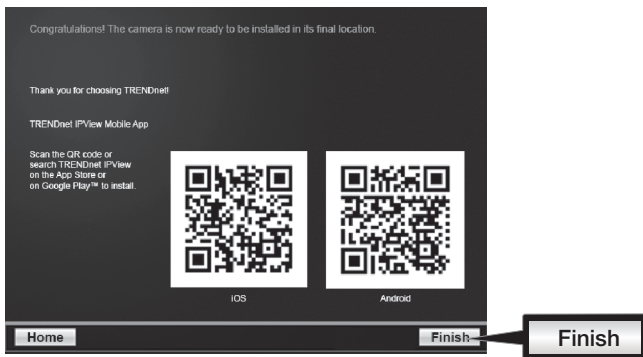 Congratulations! The camera is now ready to be installed in its final location.
Thank you for choosing TRENDnet!
TRENDnet IPView Mobile App
Scan the QR code or
search TRENDnet IPView
on the App Store or
on Google Play™ to install.
iOS
Android
Home
Finish
Finish